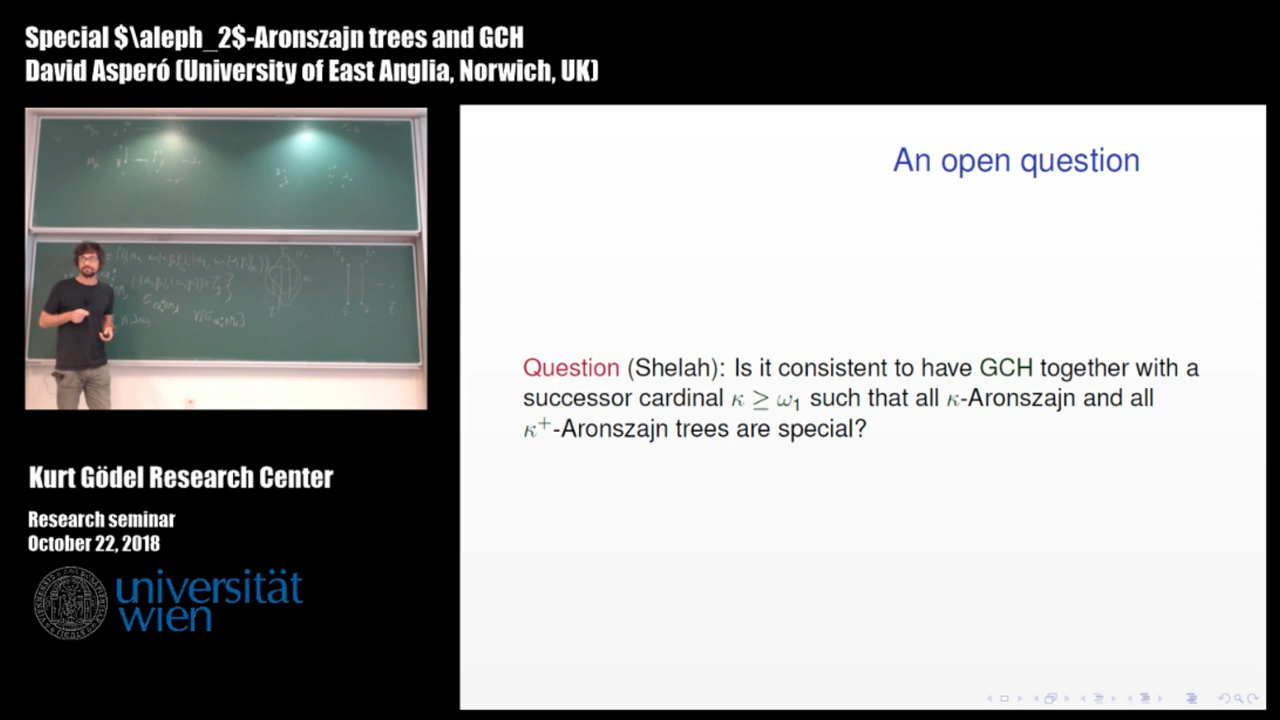 Special $\aleph_2$-Aronszajn trees and GCH
David Asperó (University of East Anglia, Norwich, UK)
An open question
Question (Shelah): Is it consistent to have GCH together with a
successor cardinal κ ≥ ω₁ such that all κ-Aronszajn and all
κ⁺-Aronszajn trees are special?
Kurt Gödel Research Center
Research seminar
October 22, 2018
universität
wien